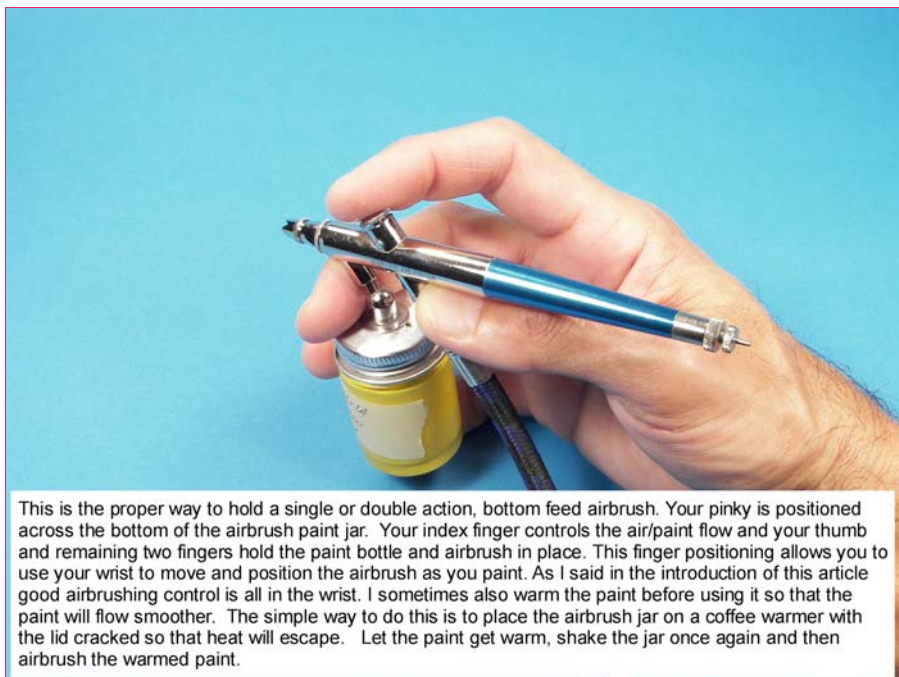 This is the proper way to hold a single or double action, bottom feed airbrush. Your pinky is positioned
across the bottom of the airbrush paint jar.  Your index finger controls the air/paint flow and your thumb
and remaining two fingers hold the paint bottle and airbrush in place. This finger positioning allows you to
use your wrist to move and position the airbrush as you paint. As I said in the introduction of this article
good airbrushing control is all in the wrist. I sometimes also warm the paint before using it so that the
paint will flow smoother.  The simple way to do this is to place the airbrush jar on a coffee warmer with
the lid cracked so that heat will escape.   Let the paint get warm, shake the jar once again and then
airbrush the warmed paint.